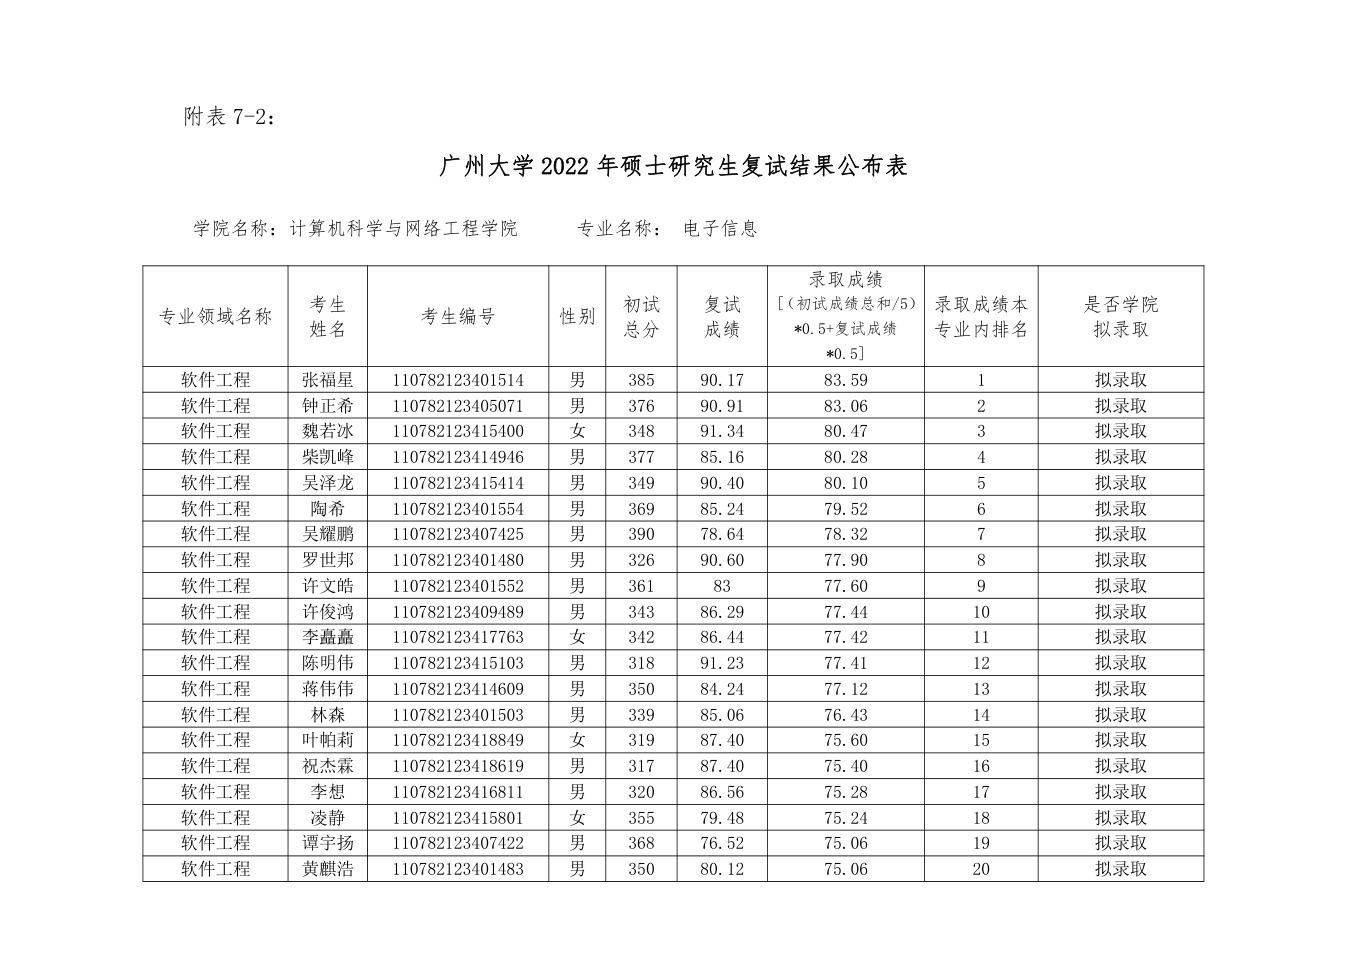 附表 7-2：
广州大学 2022 年硕士研究生复试结果公布表
学院名称：计算机科学与网络工程学院 专业名称： 电子信息
专业领域名称 考生姓名 考生编号 性别 初试总分 复试成绩 录取成绩[(初试成绩总和/5)*0.5+复试成绩*0.5] 录取成绩本专业内排名 是否学院拟录取
软件工程 张福星 110782123401514 男 385 90.17 83.59 1 拟录取
软件工程 钟正希 110782123405071 男 376 90.91 83.06 2 拟录取
软件工程 魏若冰 110782123415400 女 348 91.34 80.47 3 拟录取
软件工程 柴凯峰 110782123414946 男 377 85.16 80.28 4 拟录取
软件工程 吴泽龙 110782123415414 男 349 90.40 80.10 5 拟录取
软件工程 陶希 110782123401554 男 369 85.24 79.52 6 拟录取
软件工程 吴耀鹏 110782123407425 男 390 78.64 78.32 7 拟录取
软件工程 罗世邦 110782123401480 男 326 90.60 77.90 8 拟录取
软件工程 许文皓 110782123401552 男 361 83 77.60 9 拟录取
软件工程 许俊鸿 110782123409489 男 343 86.29 77.44 10 拟录取
软件工程 李矗矗 110782123417763 女 342 86.44 77.42 11 拟录取
软件工程 陈明伟 110782123415103 男 318 91.23 77.41 12 拟录取
软件工程 蒋伟伟 110782123414609 男 350 84.24 77.12 13 拟录取
软件工程 林森 110782123401503 男 339 85.06 76.43 14 拟录取
软件工程 叶帕莉 110782123418849 女 319 87.40 75.60 15 拟录取
软件工程 祝杰霖 110782123418619 男 317 87.40 75.40 16 拟录取
软件工程 李想 110782123416811 男 320 86.56 75.28 17 拟录取
软件工程 凌静 110782123415801 女 355 79.48 75.24 18 拟录取
软件工程 谭宇扬 110782123407422 男 368 76.52 75.06 19 拟录取
软件工程 黄麒浩 110782123401483 男 350 80.12 75.06 20 拟录取